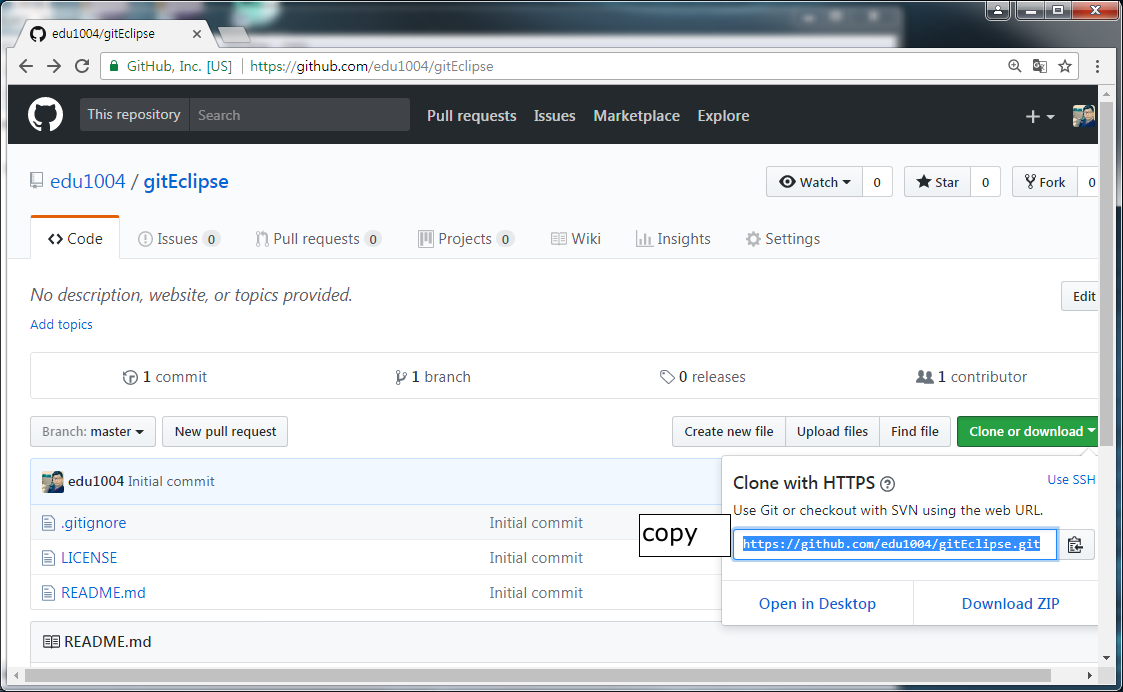 edu1004/gitEclipse
GitHub, Inc. [US] https://github.com/edu1004/gitEclipse
This repository Search Pull requests Issues Marketplace Explore
edu1004 / gitEclipse Watch 0 Star 0 Fork 0
Code Issues 0 Pull requests 0 Projects 0 Wiki Insights Settings
No description, website, or topics provided. Edit
Add topics
1 commit 1 branch 0 releases 1 contributor
Branch: master New pull request Create new file Upload files Find file Clone or download
edu1004 Initial commit
.gitignore Initial commit
LICENSE Initial commit
README.md Initial commit
README.md
Clone with HTTPS Use SSH
Use Git or checkout with SVN using the web URL.
copy https://github.com/edu1004/gitEclipse.git
Open in Desktop Download ZIP